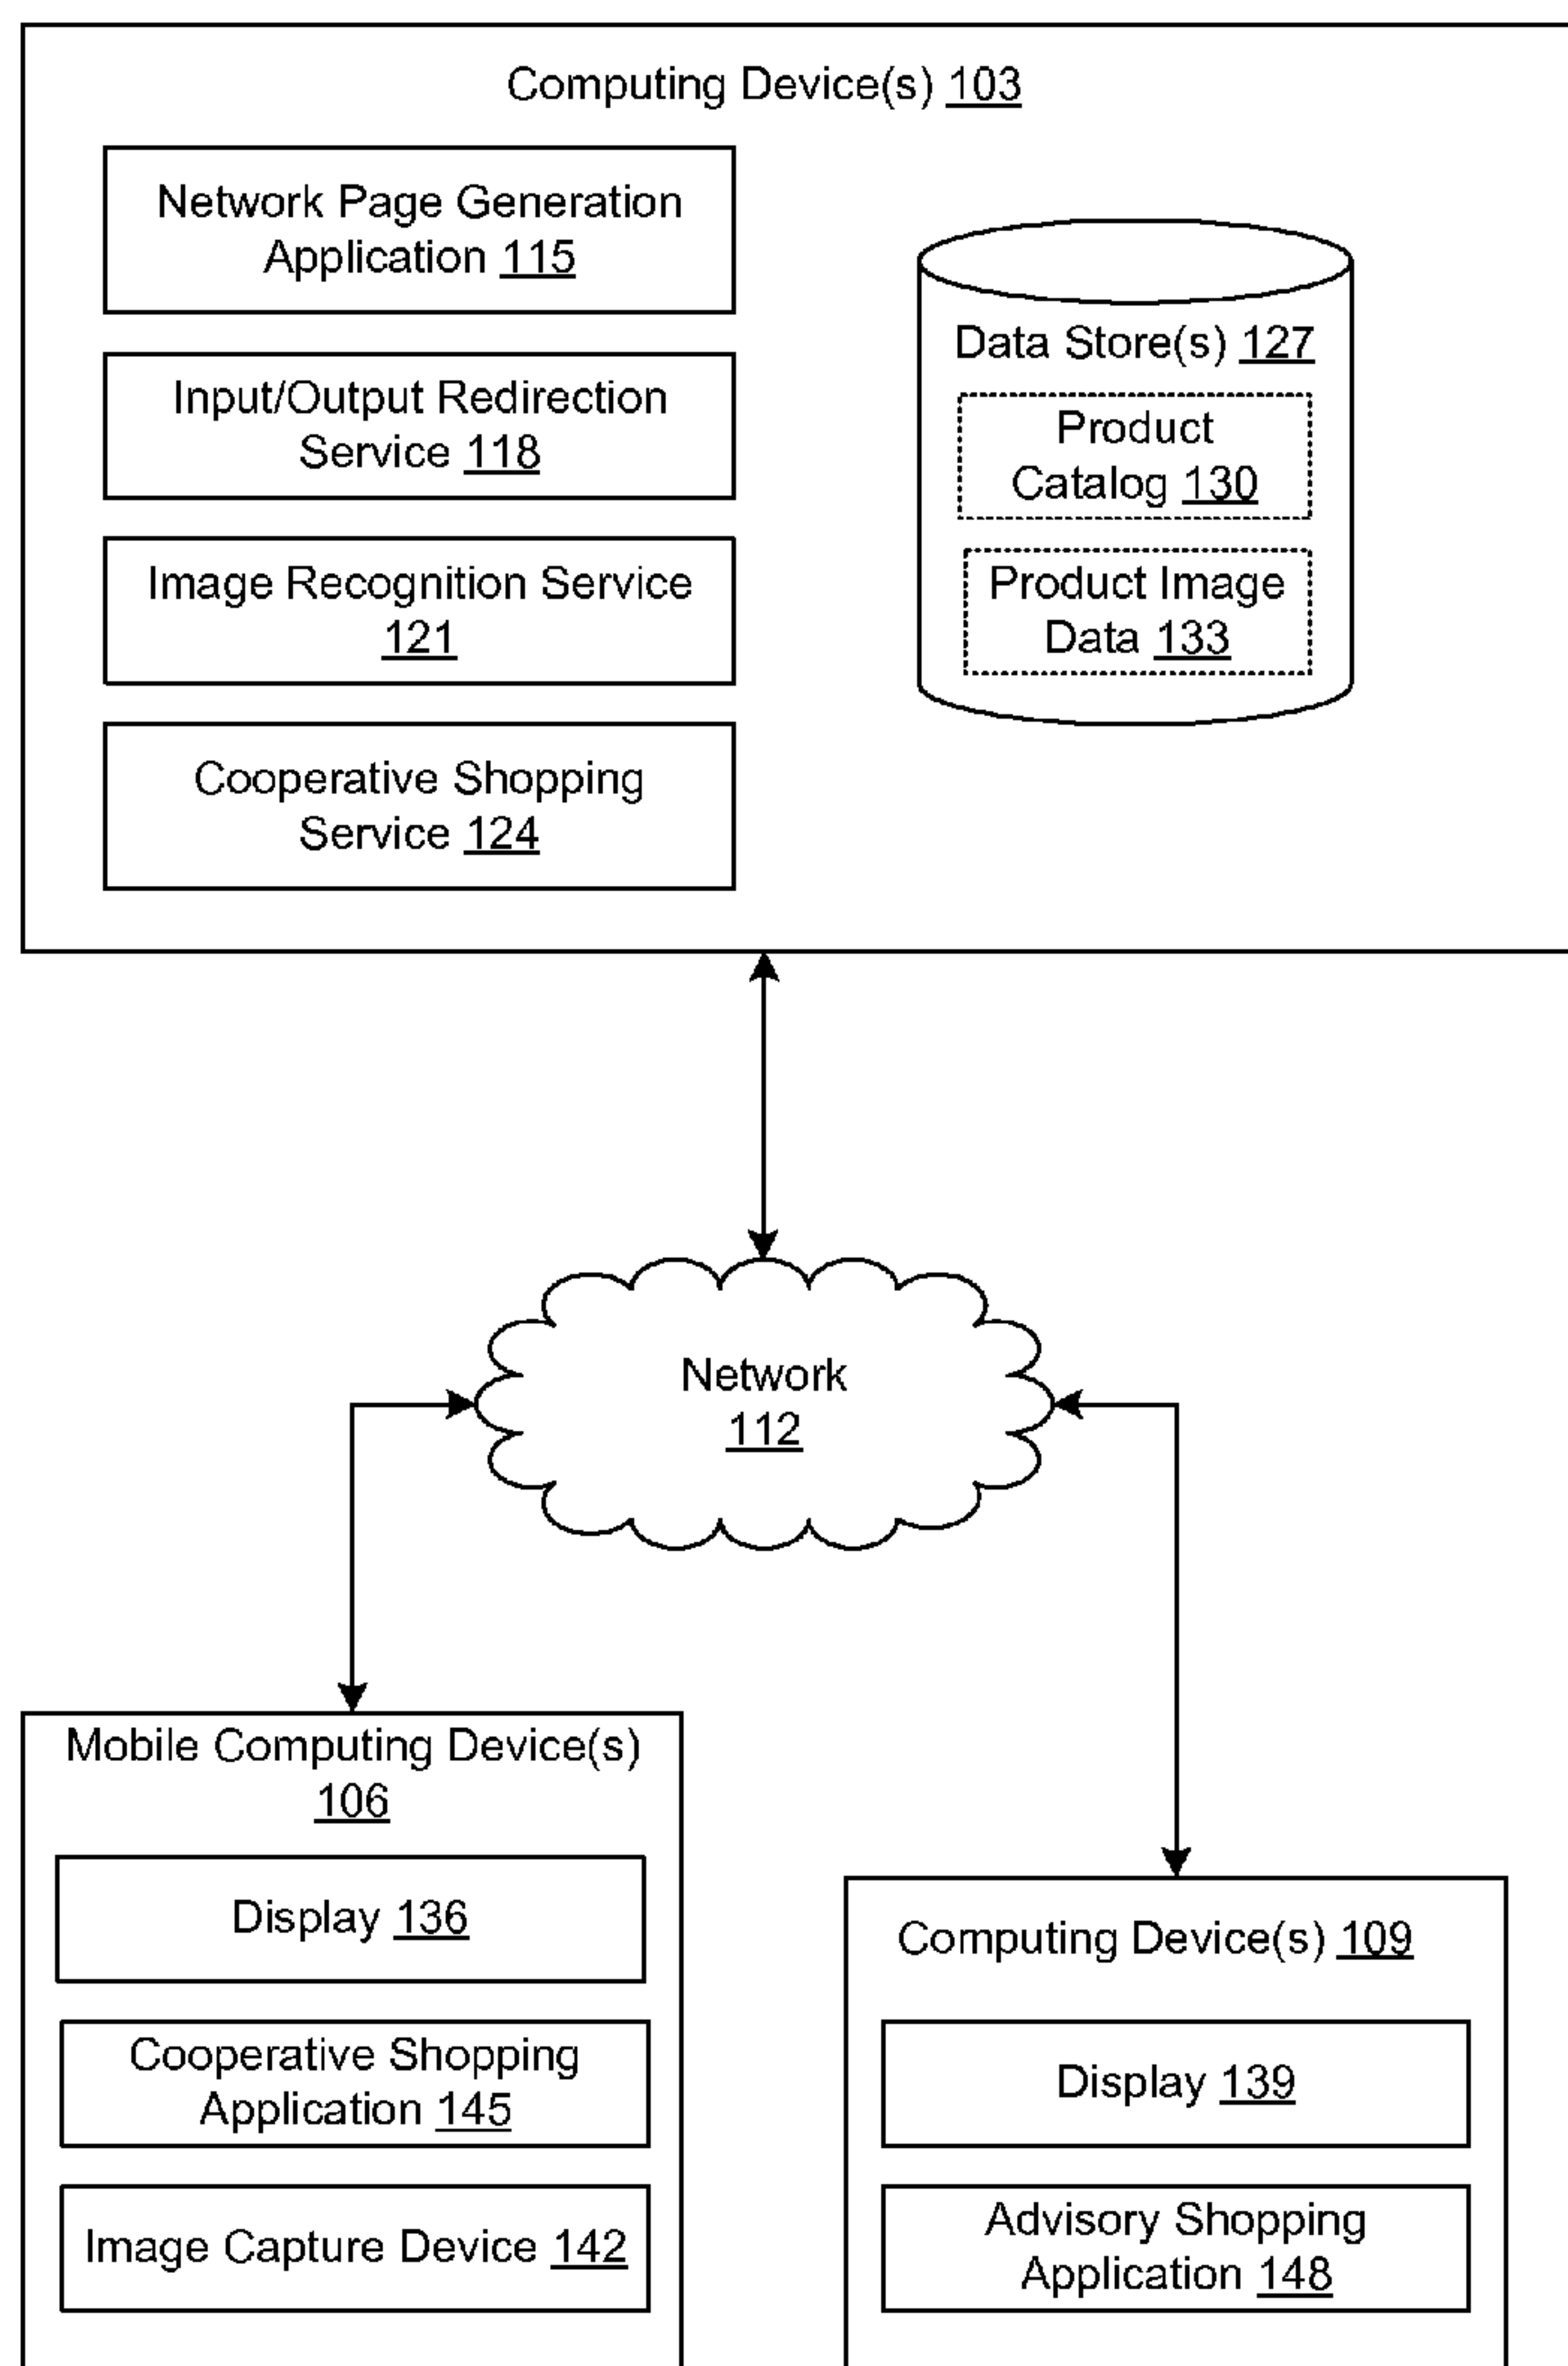 Computing Device(s) 103
Network Page Generation
Application 115
Input/Output Redirection
Service 118
Image Recognition Service
121
Cooperative Shopping
Service 124
Data Store(s) 127
Product
Catalog 130
Product Image
Data 133
Network
112
Mobile Computing Device(s)
106
Display 136
Cooperative Shopping
Application 145
Image Capture Device 142
Computing Device(s) 109
Display 139
Advisory Shopping
Application 148